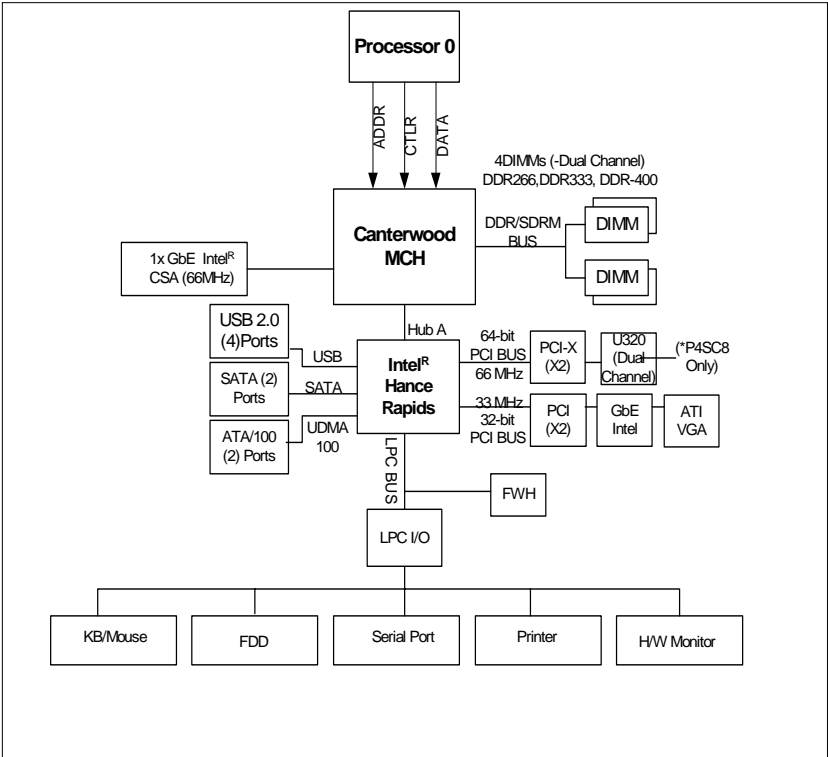 Processor 0
ADDR
CTLR
DATA
4DIMMs (-Dual Channel)
DDR266,DDR333, DDR-400
Canterwood
MCH
DDR/SDRM
BUS
DIMM
DIMM
1x GbE Intel^R
CSA (66MHz)
Hub A
USB 2.0
(4)Ports
USB
SATA (2)
Ports
SATA
ATA/100
(2) Ports
UDMA
100
Intel^R
Hance
Rapids
64-bit
PCI BUS
66 MHz
PCI-X
(X2)
U320
(Dual
Channel)
(*P4SC8
Only)
33 MHz
32-bit
PCI BUS
PCI
(X2)
GbE
Intel
ATI
VGA
LPC BUS
FWH
LPC I/O
KB/Mouse
FDD
Serial Port
Printer
H/W Monitor